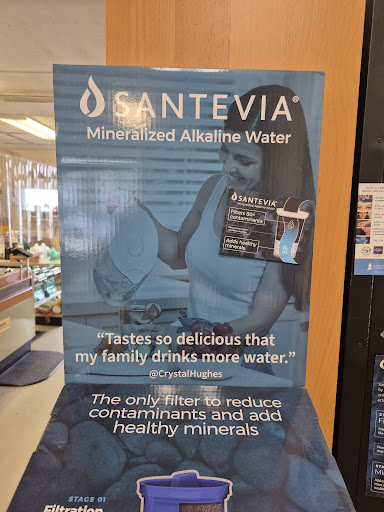 SANTEVIA®
Mineralized Alkaline Water
SANTEVIA
Filters 80+
contaminants
Adds healthy
minerals
“Tastes so delicious that
my family drinks more water.”
@CrystalHughes
The only filter to reduce
contaminants and add
healthy minerals
STAGE 01
Filtration